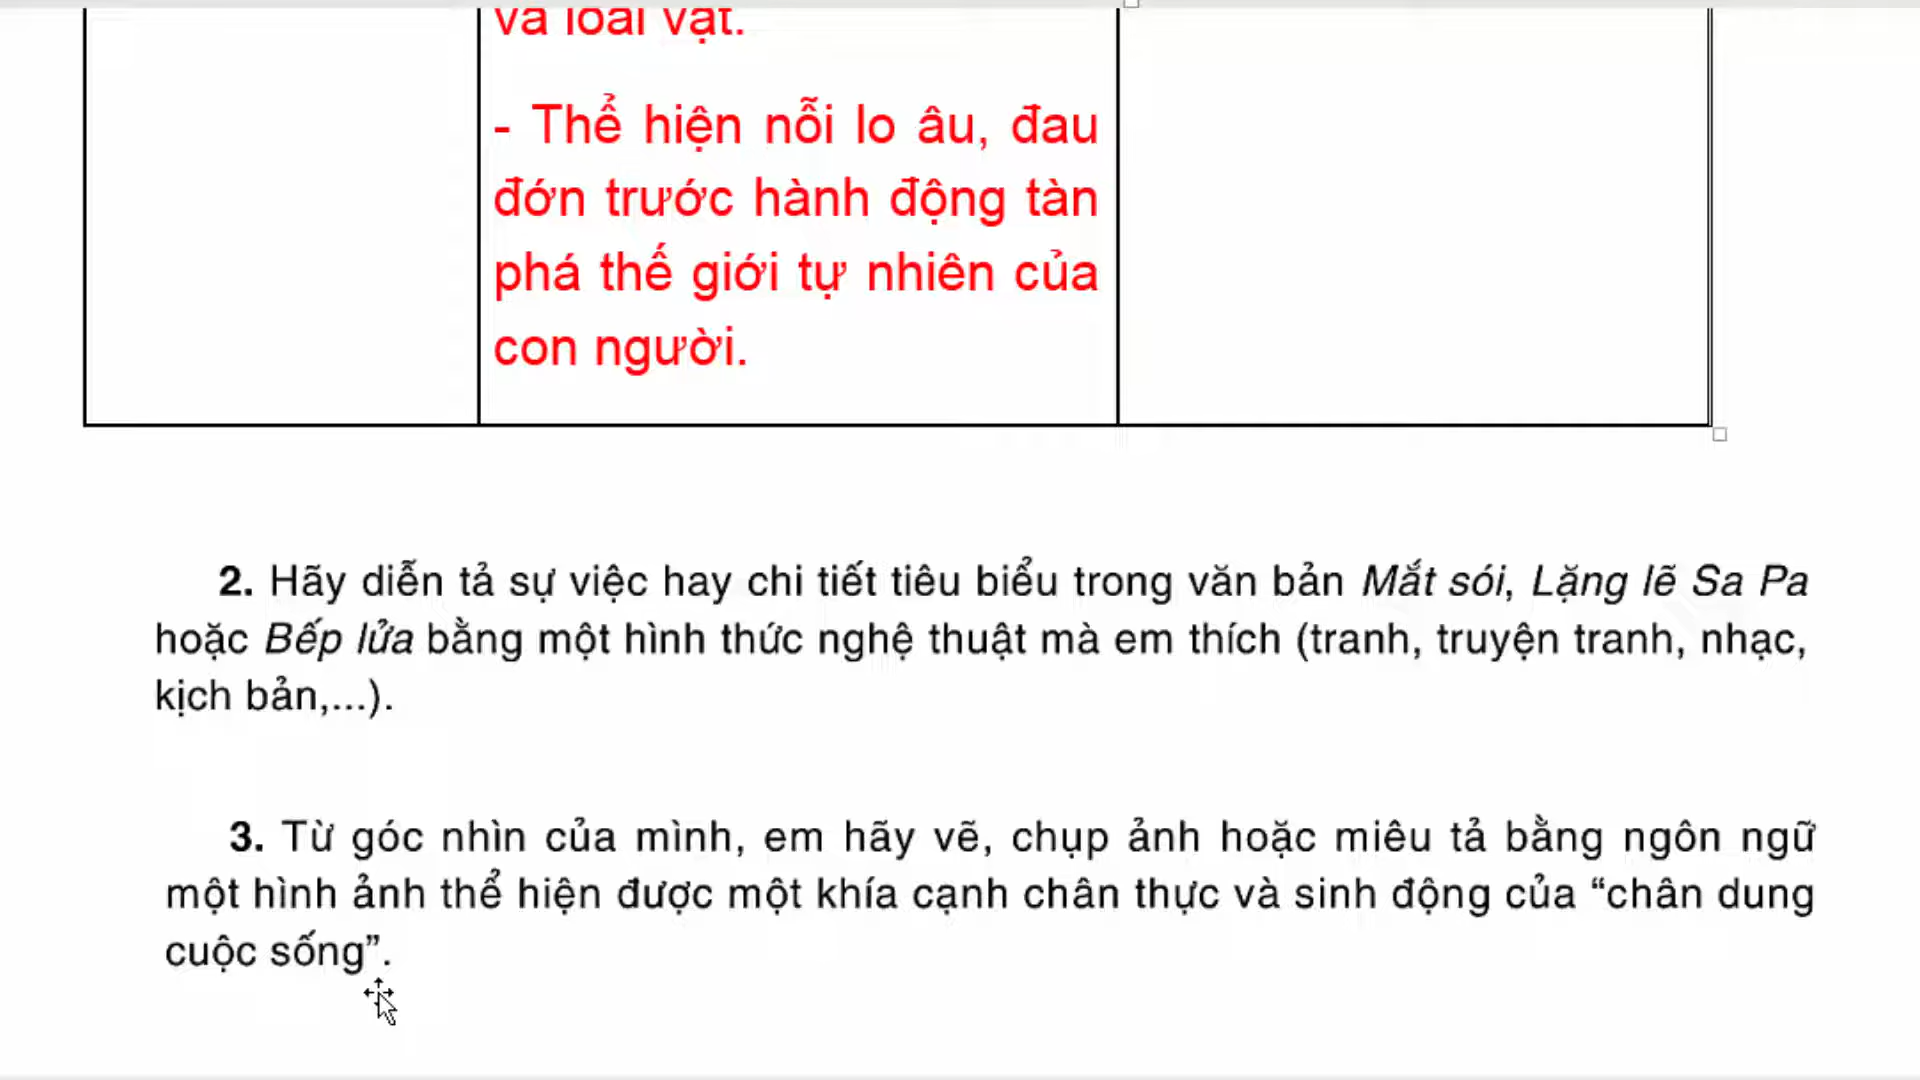 và loài vật.
- Thể hiện nỗi lo âu, đau
đớn trước hành động tàn
phá thế giới tự nhiên của
con người.
2. Hãy diễn tả sự việc hay chi tiết tiêu biểu trong văn bản Mắt sói, Lặng lẽ Sa Pa
hoặc Bếp lửa bằng một hình thức nghệ thuật mà em thích (tranh, truyện tranh, nhạc,
kịch bản,...).
3. Từ góc nhìn của mình, em hãy vẽ, chụp ảnh hoặc miêu tả bằng ngôn ngữ
một hình ảnh thể hiện được một khía cạnh chân thực và sinh động của “chân dung
cuộc sống”.